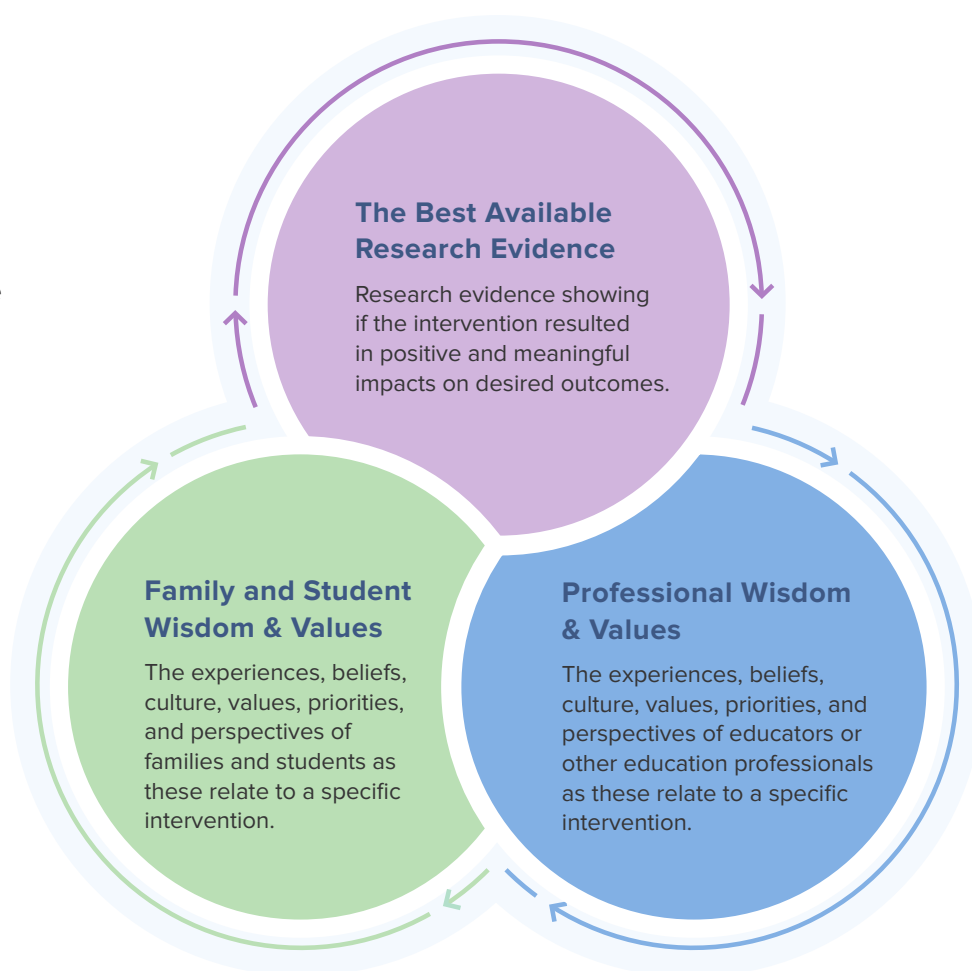 The Best Available
Research Evidence
Research evidence showing
if the intervention resulted
in positive and meaningful
impacts on desired outcomes.
Family and Student
Wisdom & Values
The experiences, beliefs,
culture, values, priorities,
and perspectives of
families and students as
these relate to a specific
intervention.
Professional Wisdom
& Values
The experiences, beliefs,
culture, values, priorities, and
perspectives of educators or
other education professionals
as these relate to a specific
intervention.